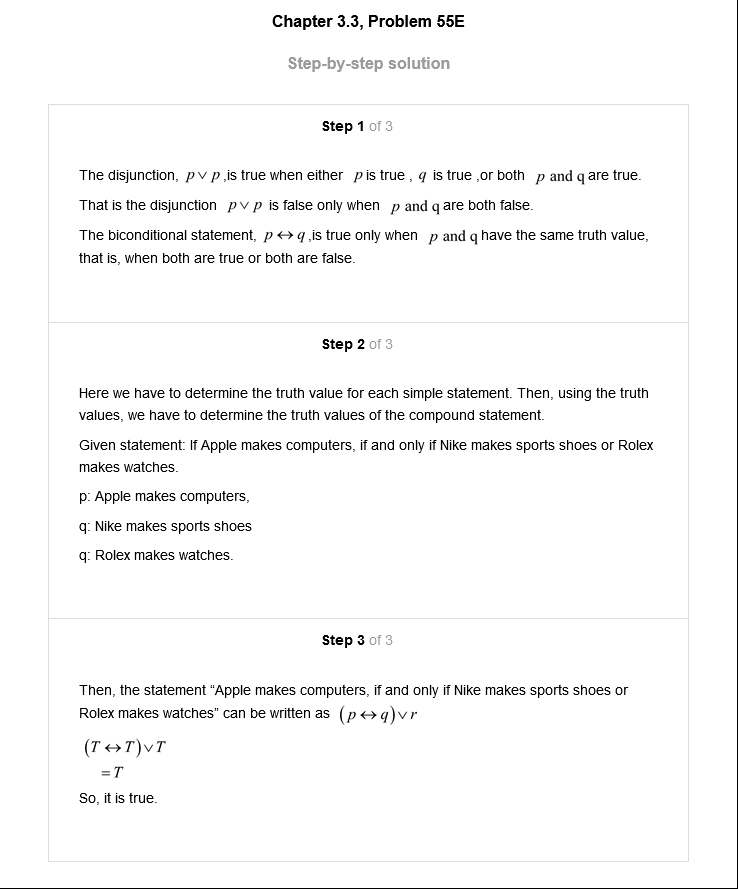 Chapter 3.3, Problem 55E
Step-by-step solution
Step 1 of 3
The disjunction, p∨p ,is true when either p is true , q is true ,or both p and q are true.
That is the disjunction p∨p is false only when p and q are both false.
The biconditional statement, p↔q ,is true only when p and q have the same truth value,
that is, when both are true or both are false.
Step 2 of 3
Here we have to determine the truth value for each simple statement. Then, using the truth
values, we have to determine the truth values of the compound statement.
Given statement: If Apple makes computers, if and only if Nike makes sports shoes or Rolex
makes watches.
p: Apple makes computers,
q: Nike makes sports shoes
q: Rolex makes watches.
Step 3 of 3
Then, the statement “Apple makes computers, if and only if Nike makes sports shoes or
Rolex makes watches” can be written as (p↔q)∨r
(T↔T)∨T
=T
So, it is true.